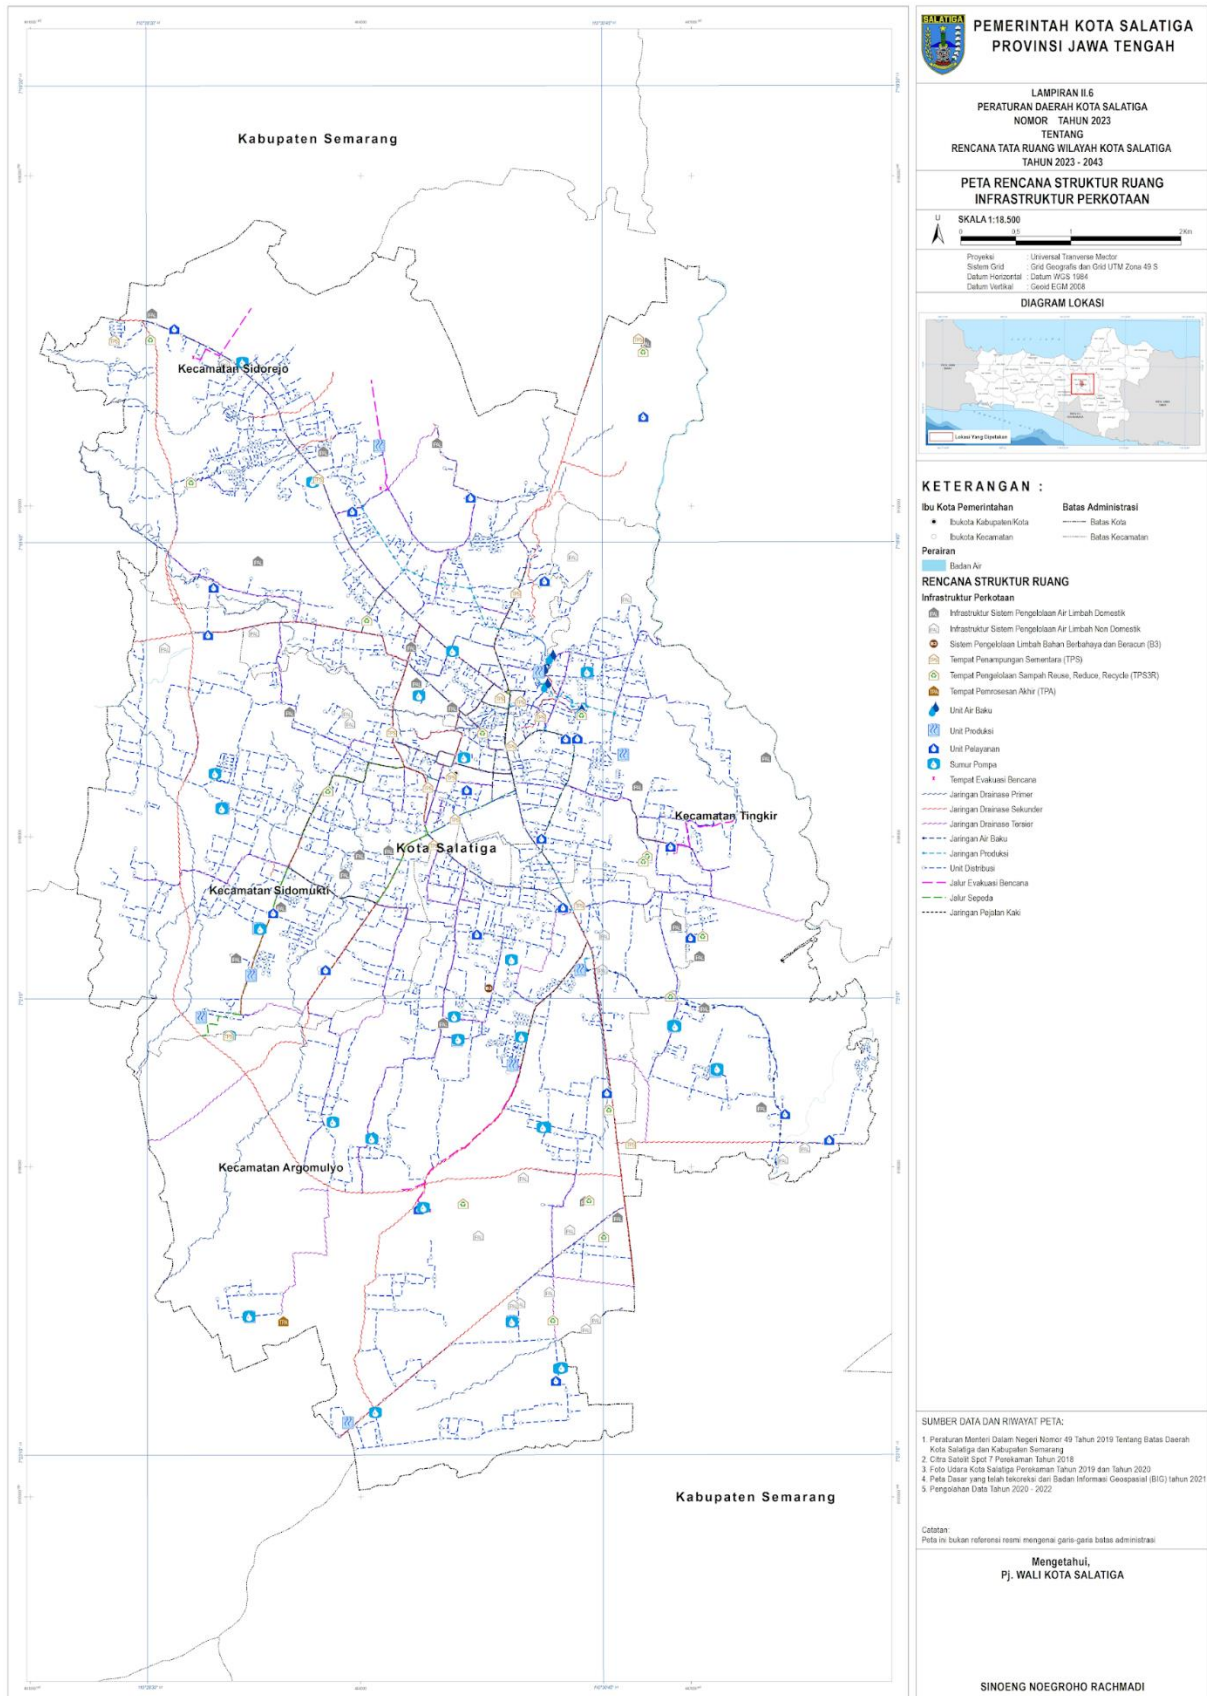 Kabupaten Semarang
Kecamatan Sidorejo
Kecamatan Tingkir
Kota Salatiga
Kecamatan Sidomukti
Kecamatan Argomulyo
Kabupaten Semarang
SALATIGA
PEMERINTAH KOTA SALATIGA
PROVINSI JAWA TENGAH
LAMPIRAN II.6
PERATURAN DAERAH KOTA SALATIGA
NOMOR TAHUN 2023
TENTANG
RENCANA TATA RUANG WILAYAH KOTA SALATIGA
TAHUN 2023 - 2043
PETA RENCANA STRUKTUR RUANG
INFRASTRUKTUR PERKOTAAN
U
SKALA 1:18.500
0 0,5 1 2 Km
Proyeksi : Universal Tranverse Mector
Sistem Grid : Grid Geografis dan Grid UTM Zona 49 S
Datum Horizontal : Datum WGS 1984
Datum Vertikal : Geoid EGM 2008
DIAGRAM LOKASI
Lokasi Yang Dipetakan
KETERANGAN :
Ibu Kota Pemerintahan
Ibukota Kabupaten/Kota
Ibukota Kecamatan
Batas Administrasi
Batas Kota
Batas Kecamatan
Perairan
Badan Air
RENCANA STRUKTUR RUANG
Infrastruktur Perkotaan
Infrastruktur Sistem Pengelolaan Air Limbah Domestik
Infrastruktur Sistem Pengelolaan Air Limbah Non Domestik
Sistem Pengelolaan Limbah Bahan Berbahaya dan Beracun (B3)
Tempat Penampungan Sementara (TPS)
Tempat Pengelolaan Sampah Reuse, Reduce, Recycle (TPS3R)
Tempat Pemrosesan Akhir (TPA)
Unit Air Baku
Unit Produksi
Unit Pelayanan
Sumur Pompa
Tempat Evakuasi Bencana
Jaringan Drainase Primer
Jaringan Drainase Sekunder
Jaringan Drainase Tersier
Jaringan Air Baku
Jaringan Produksi
Unit Distribusi
Jalur Evakuasi Bencana
Jalur Sepeda
Jaringan Pejalan Kaki
SUMBER DATA DAN RIWAYAT PETA:
1. Peraturan Menteri Dalam Negeri Nomor 49 Tahun 2019 Tentang Batas Daerah
Kota Salatiga dan Kabupaten Semarang
2. Citra Satelit Spot 7 Perekaman Tahun 2018
3. Foto Udara Kota Salatiga Perekaman Tahun 2019 dan Tahun 2020
4. Peta Dasar yang telah tekoreksi dari Badan Informasi Geospasial (BIG) tahun 2021
5. Pengolahan Data Tahun 2020 - 2022
Catatan:
Peta ini bukan referensi resmi mengenai garis-garis batas administrasi
Mengetahui,
Pj. WALI KOTA SALATIGA
SINOENG NOEGROHO RACHMADI